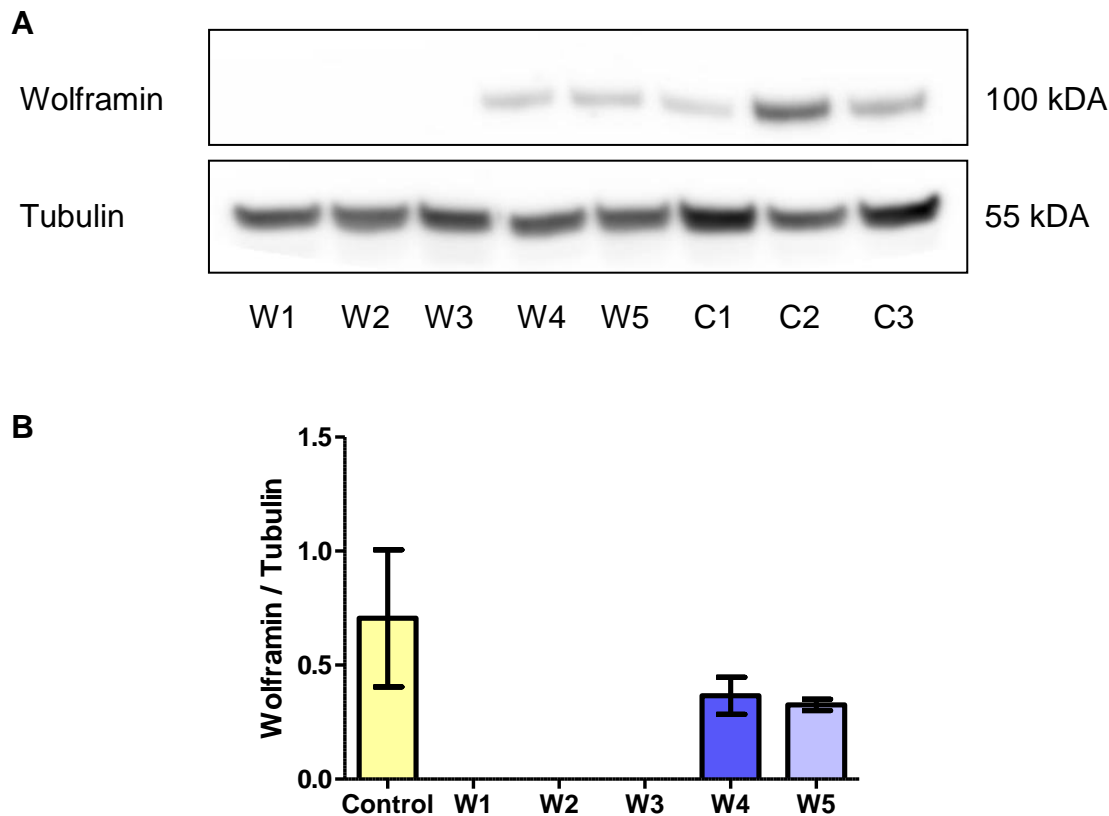 A
Wolframin 100 kDA
Tubulin 55 kDA
W1 W2 W3 W4 W5 C1 C2 C3
B
Wolframin / Tubulin
1.5
1.0
0.5
0.0
Control W1 W2 W3 W4 W5